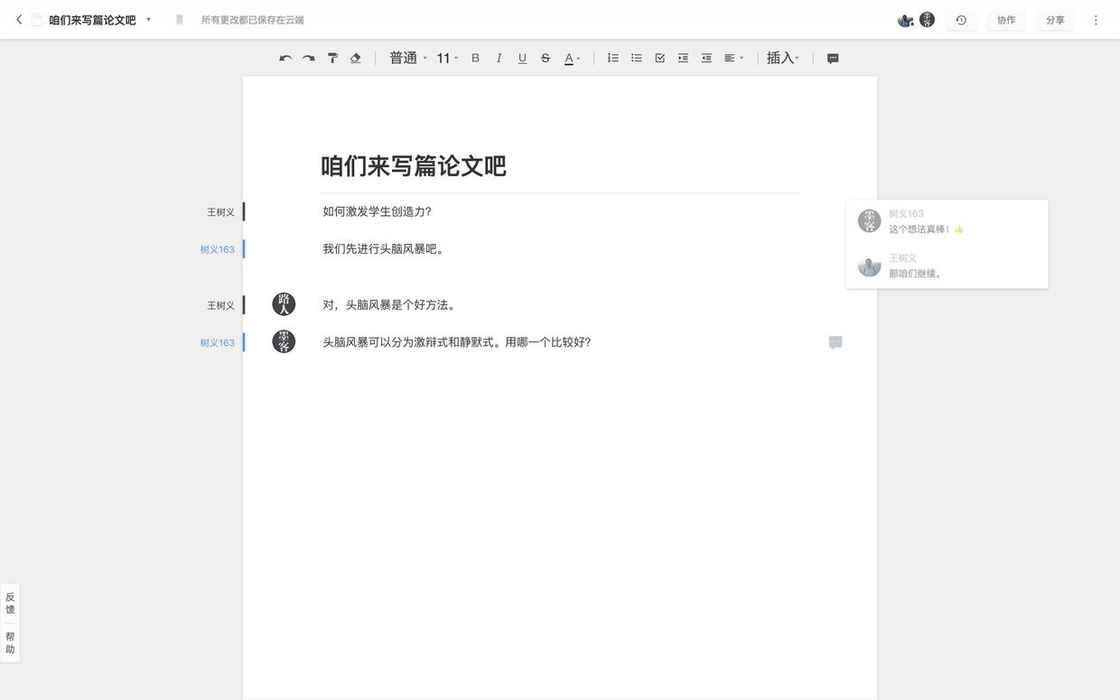 咱们来写篇论文吧
所有更改都已保存在云端
协作
分享
普通
11
B
I
U
S
A
插入
咱们来写篇论文吧
王树义
如何激发学生创造力?
树义163
我们先进行头脑风暴吧。
树义163
这个想法真棒!
王树义
那咱们继续。
王树义
路人
对，头脑风暴是个好方法。
树义163
墨客
头脑风暴可以分为激辩式和静默式。用哪一个比较好?
反馈
帮助